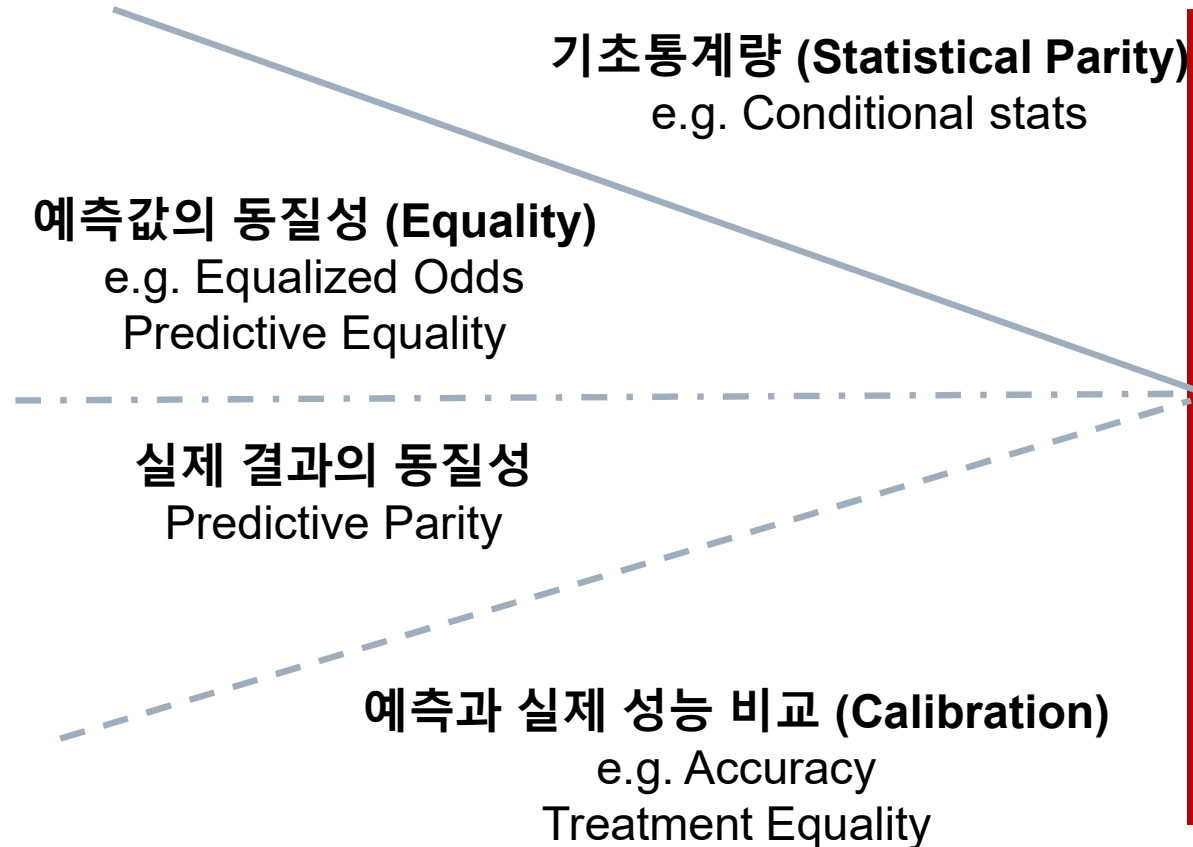 기초통계량 (Statistical Parity)
e.g. Conditional stats
예측값의 동질성 (Equality)
e.g. Equalized Odds
Predictive Equality
실제 결과의 동질성
Predictive Parity
예측과 실제 성능 비교 (Calibration)
e.g. Accuracy
Treatment Equality